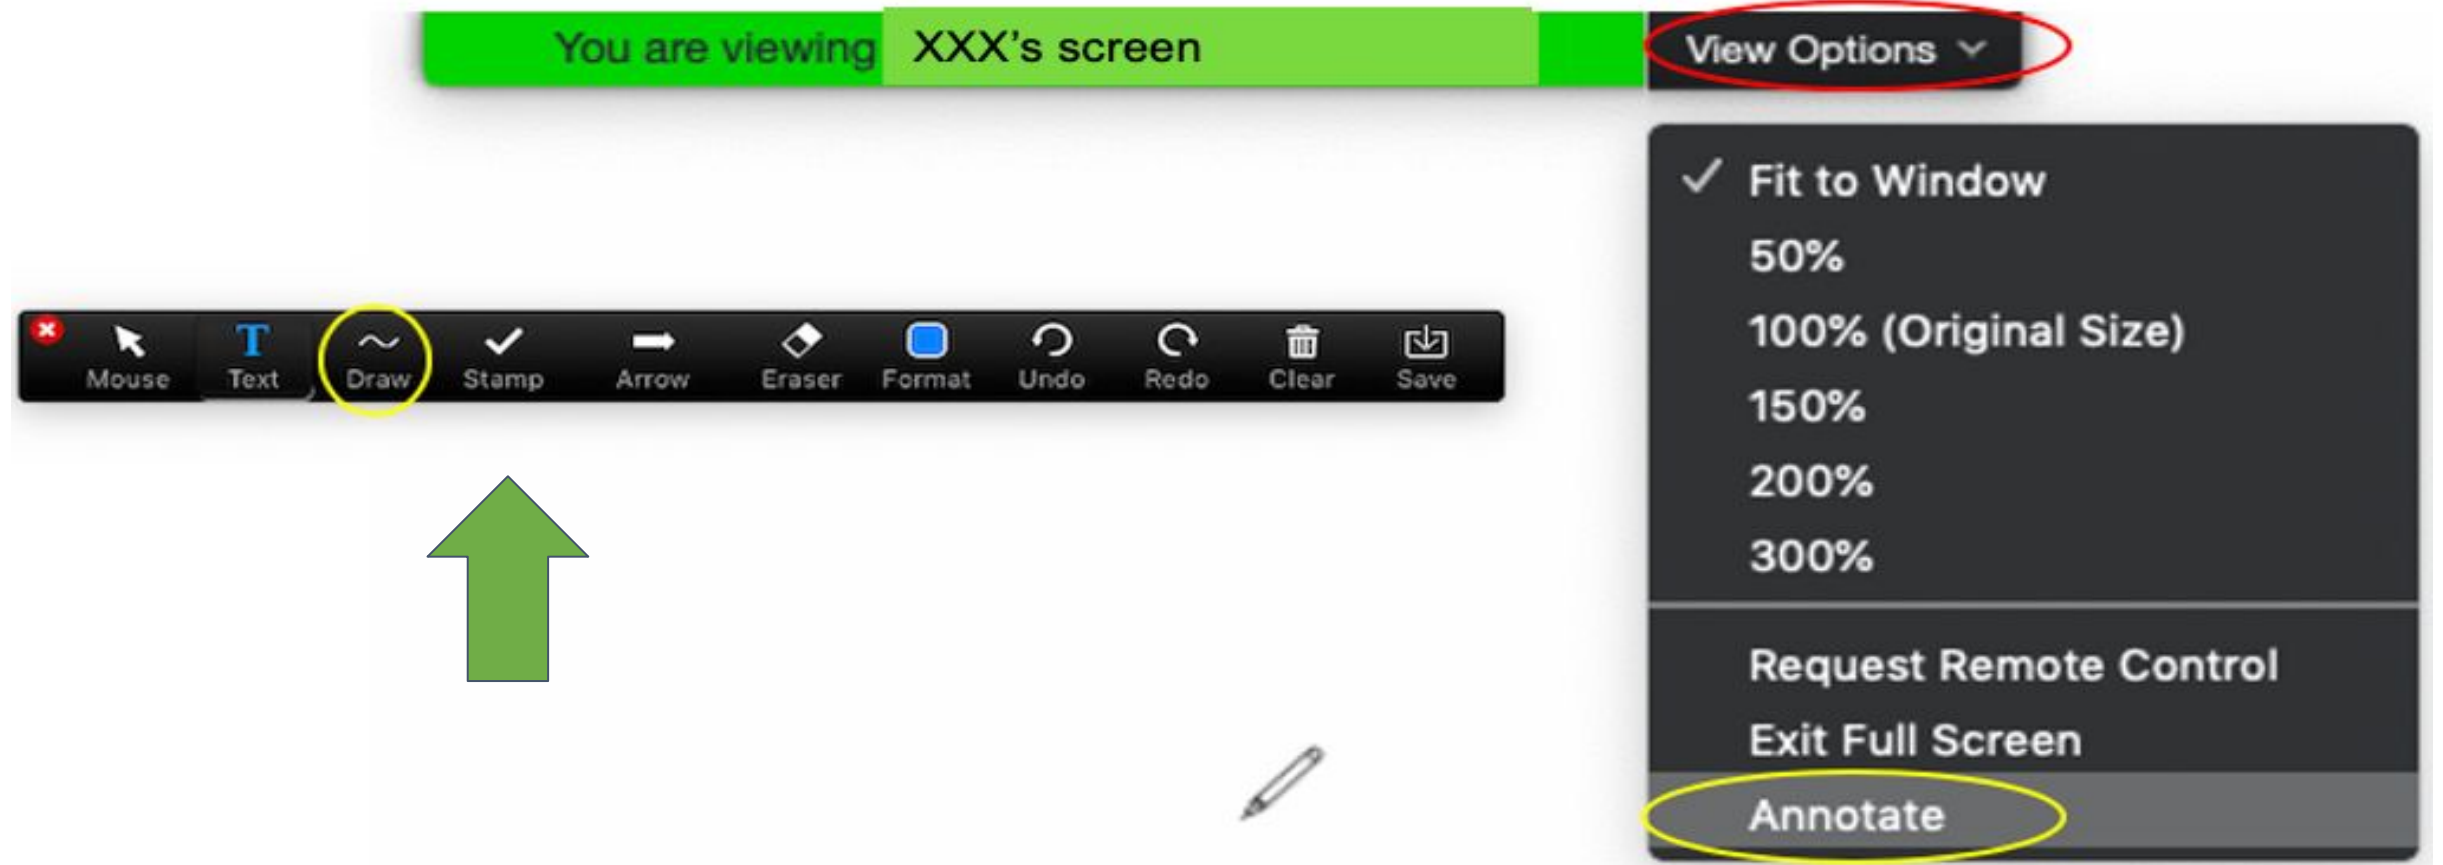 You are viewing XXX's screen
View Options
Fit to Window
50%
100% (Original Size)
150%
200%
300%
Request Remote Control
Exit Full Screen
Annotate
Mouse Text Draw Stamp Arrow Eraser Format Undo Redo Clear Save